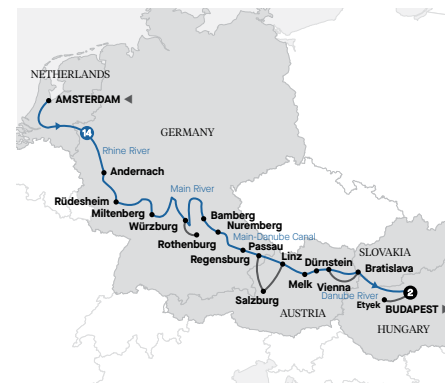 NETHERLANDS
AMSTERDAM
14
GERMANY
Rhine River
Andernach
Main River
Rüdesheim
Miltenberg
Würzburg
Bamberg
Nuremberg
Main-Danube Canal
Rothenburg
Passau
Regensburg
Linz
Dürnstein
SLOVAKIA
Bratislava
Melk
Vienna
Danube River
2
Salzburg
Etyek
BUDAPEST
AUSTRIA
HUNGARY